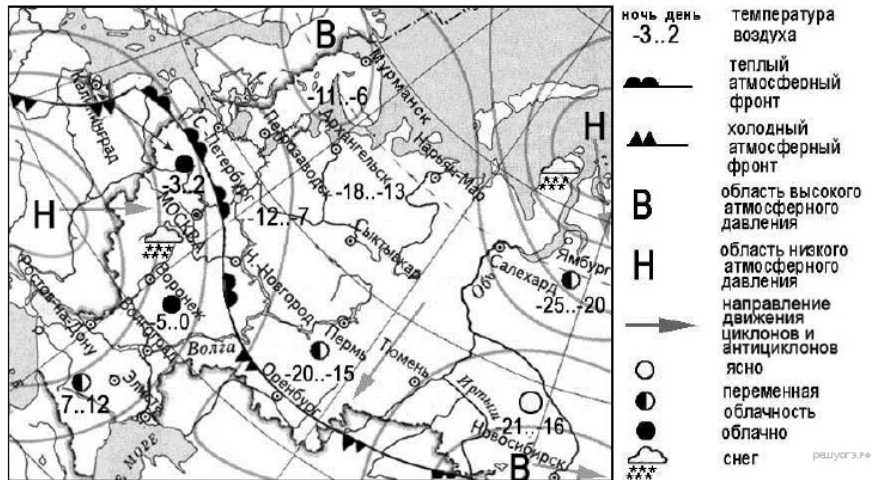 В
Мурманск
-11..-6
Калининград
С.-Петербург
Петрозаводск
Архангельск
Нарьян-Мар
Н
-3..2
-18..-13
Н
МОСКВА
-12..-7
Сыктывкар
Салехард
Ямбург
Обь
-25..-20
Воронеж
Н. Новгород
Ростов-на-Дону
-5..0
Волгоград
Волга
Пермь
-20..-15
Тюмень
Иртыш
7..12
Элиста
Оренбург
-21..-16
Новосибирск
МОРЕ
В
ночь день
-3..2
температура
воздуха
теплый
атмосферный
фронт
холодный
атмосферный
фронт
В
область высокого
атмосферного
давления
Н
область низкого
атмосферного
давления
направление
движения
циклонов и
антициклонов
ясно
переменная
облачность
облачно
снег
решуогэ.рф